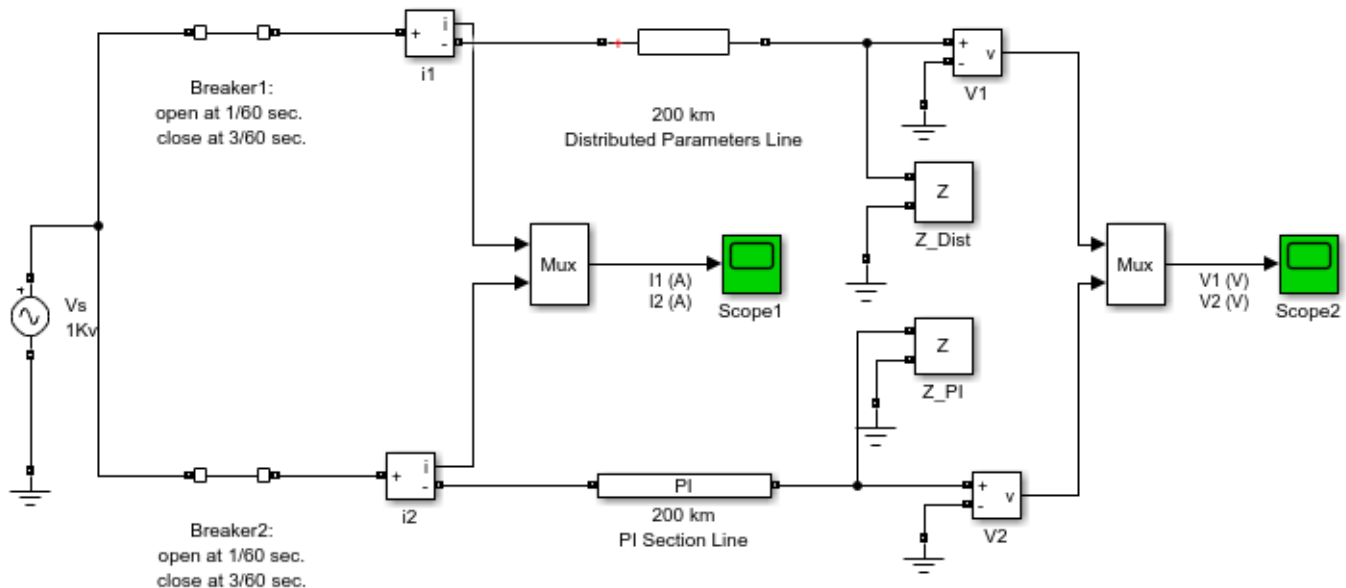 + i
-
i1
Breaker1:
open at 1/60 sec.
close at 3/60 sec.
200 km
Distributed Parameters Line
+
-
v
V1
Z
Z_Dist
Mux
I1 (A)
I2 (A)
Scope1
Mux
V1 (V)
V2 (V)
Scope2
+
Vs
1Kv
Z
Z_PI
+ i
-
i2
PI
200 km
PI Section Line
+
-
v
V2
Breaker2:
open at 1/60 sec.
close at 3/60 sec.